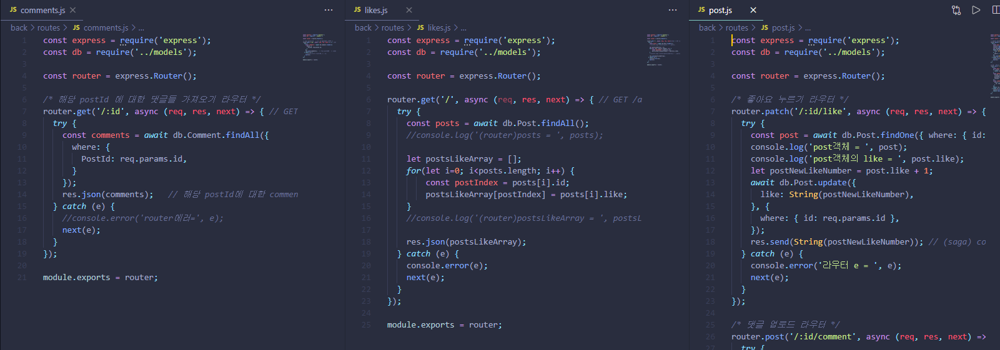 JS comments.js ×
back > routes > JS comments.js > ...
1 const express = require('express');
2 const db = require('../models');
3
4 const router = express.Router();
5
6 /* 해당 postId 에 대한 댓글들 가져오기 라우터 */
7 router.get('/:id', async (req, res, next) => { // GET
8 try {
9 const comments = await db.Comment.findAll({
10 where: {
11 PostId: req.params.id,
12 }
13 });
14 res.json(comments); // 해당 postId에 대한 commen
15 } catch (e) {
16 //console.error('router에러=', e);
17 next(e);
18 }
19 });
20
21 module.exports = router;
JS likes.js ×
back > routes > JS likes.js > ...
1 const express = require('express');
2 const db = require('../models');
3
4 const router = express.Router();
5
6 router.get('/', async (req, res, next) => { // GET /a
7 try {
8 const posts = await db.Post.findAll();
9 //console.log('(router)posts = ', posts);
10
11 let postsLikeArray = [];
12 for(let i=0; i<posts.length; i++) {
13 const postIndex = posts[i].id;
14 postsLikeArray[postIndex] = posts[i].like;
15 }
16 //console.log('(router)postsLikeArray = ', postsL
17
18 res.json(postsLikeArray);
19 } catch (e) {
20 console.error(e);
21 next(e);
22 }
23 });
24
25 module.exports = router;
JS post.js ×
back > routes > JS post.js > ...
1 const express = require('express');
2 const db = require('../models');
3
4 const router = express.Router();
5
6 /* 좋아요 누르기 라우터 */
7 router.patch('/:id/like', async (req, res, next) => {
8 try {
9 const post = await db.Post.findOne({ where: { id:
10 console.log('post객체 = ', post);
11 console.log('post객체의 like = ', post.like);
12 let postNewLikeNumber = post.like + 1;
13 await db.Post.update({
14 like: String(postNewLikeNumber),
15 }, {
16 where: { id: req.params.id },
17 });
18 res.send(String(postNewLikeNumber)); // (saga) co
19 } catch (e) {
20 console.error('라우터 e = ', e);
21 next(e);
22 }
23 });
24
25 /* 댓글 업로드 라우터 */
26 router.post('/:id/comment', async (req, res, next) =>
27 try {